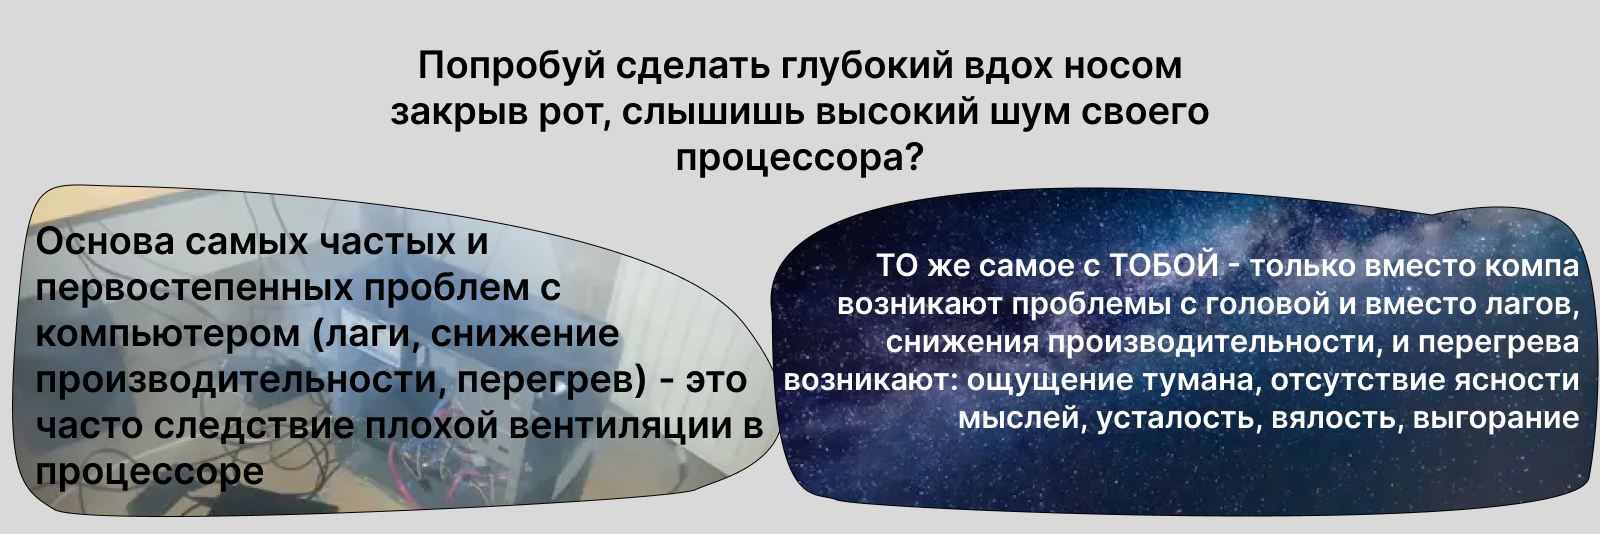 Попробуй сделать глубокий вдох носом
закрыв рот, слышишь высокий шум своего
процессора?
Основа самых частых и
первостепенных проблем с
компьютером (лаги, снижение
производительности, перегрев) - это
часто следствие плохой вентиляции в
процессоре
ТО же самое с ТОБОЙ - только вместо компа
возникают проблемы с головой и вместо лагов,
снижения производительности, и перегрева
возникают: ощущение тумана, отсутствие ясности
мыслей, усталость, вялость, выгорание